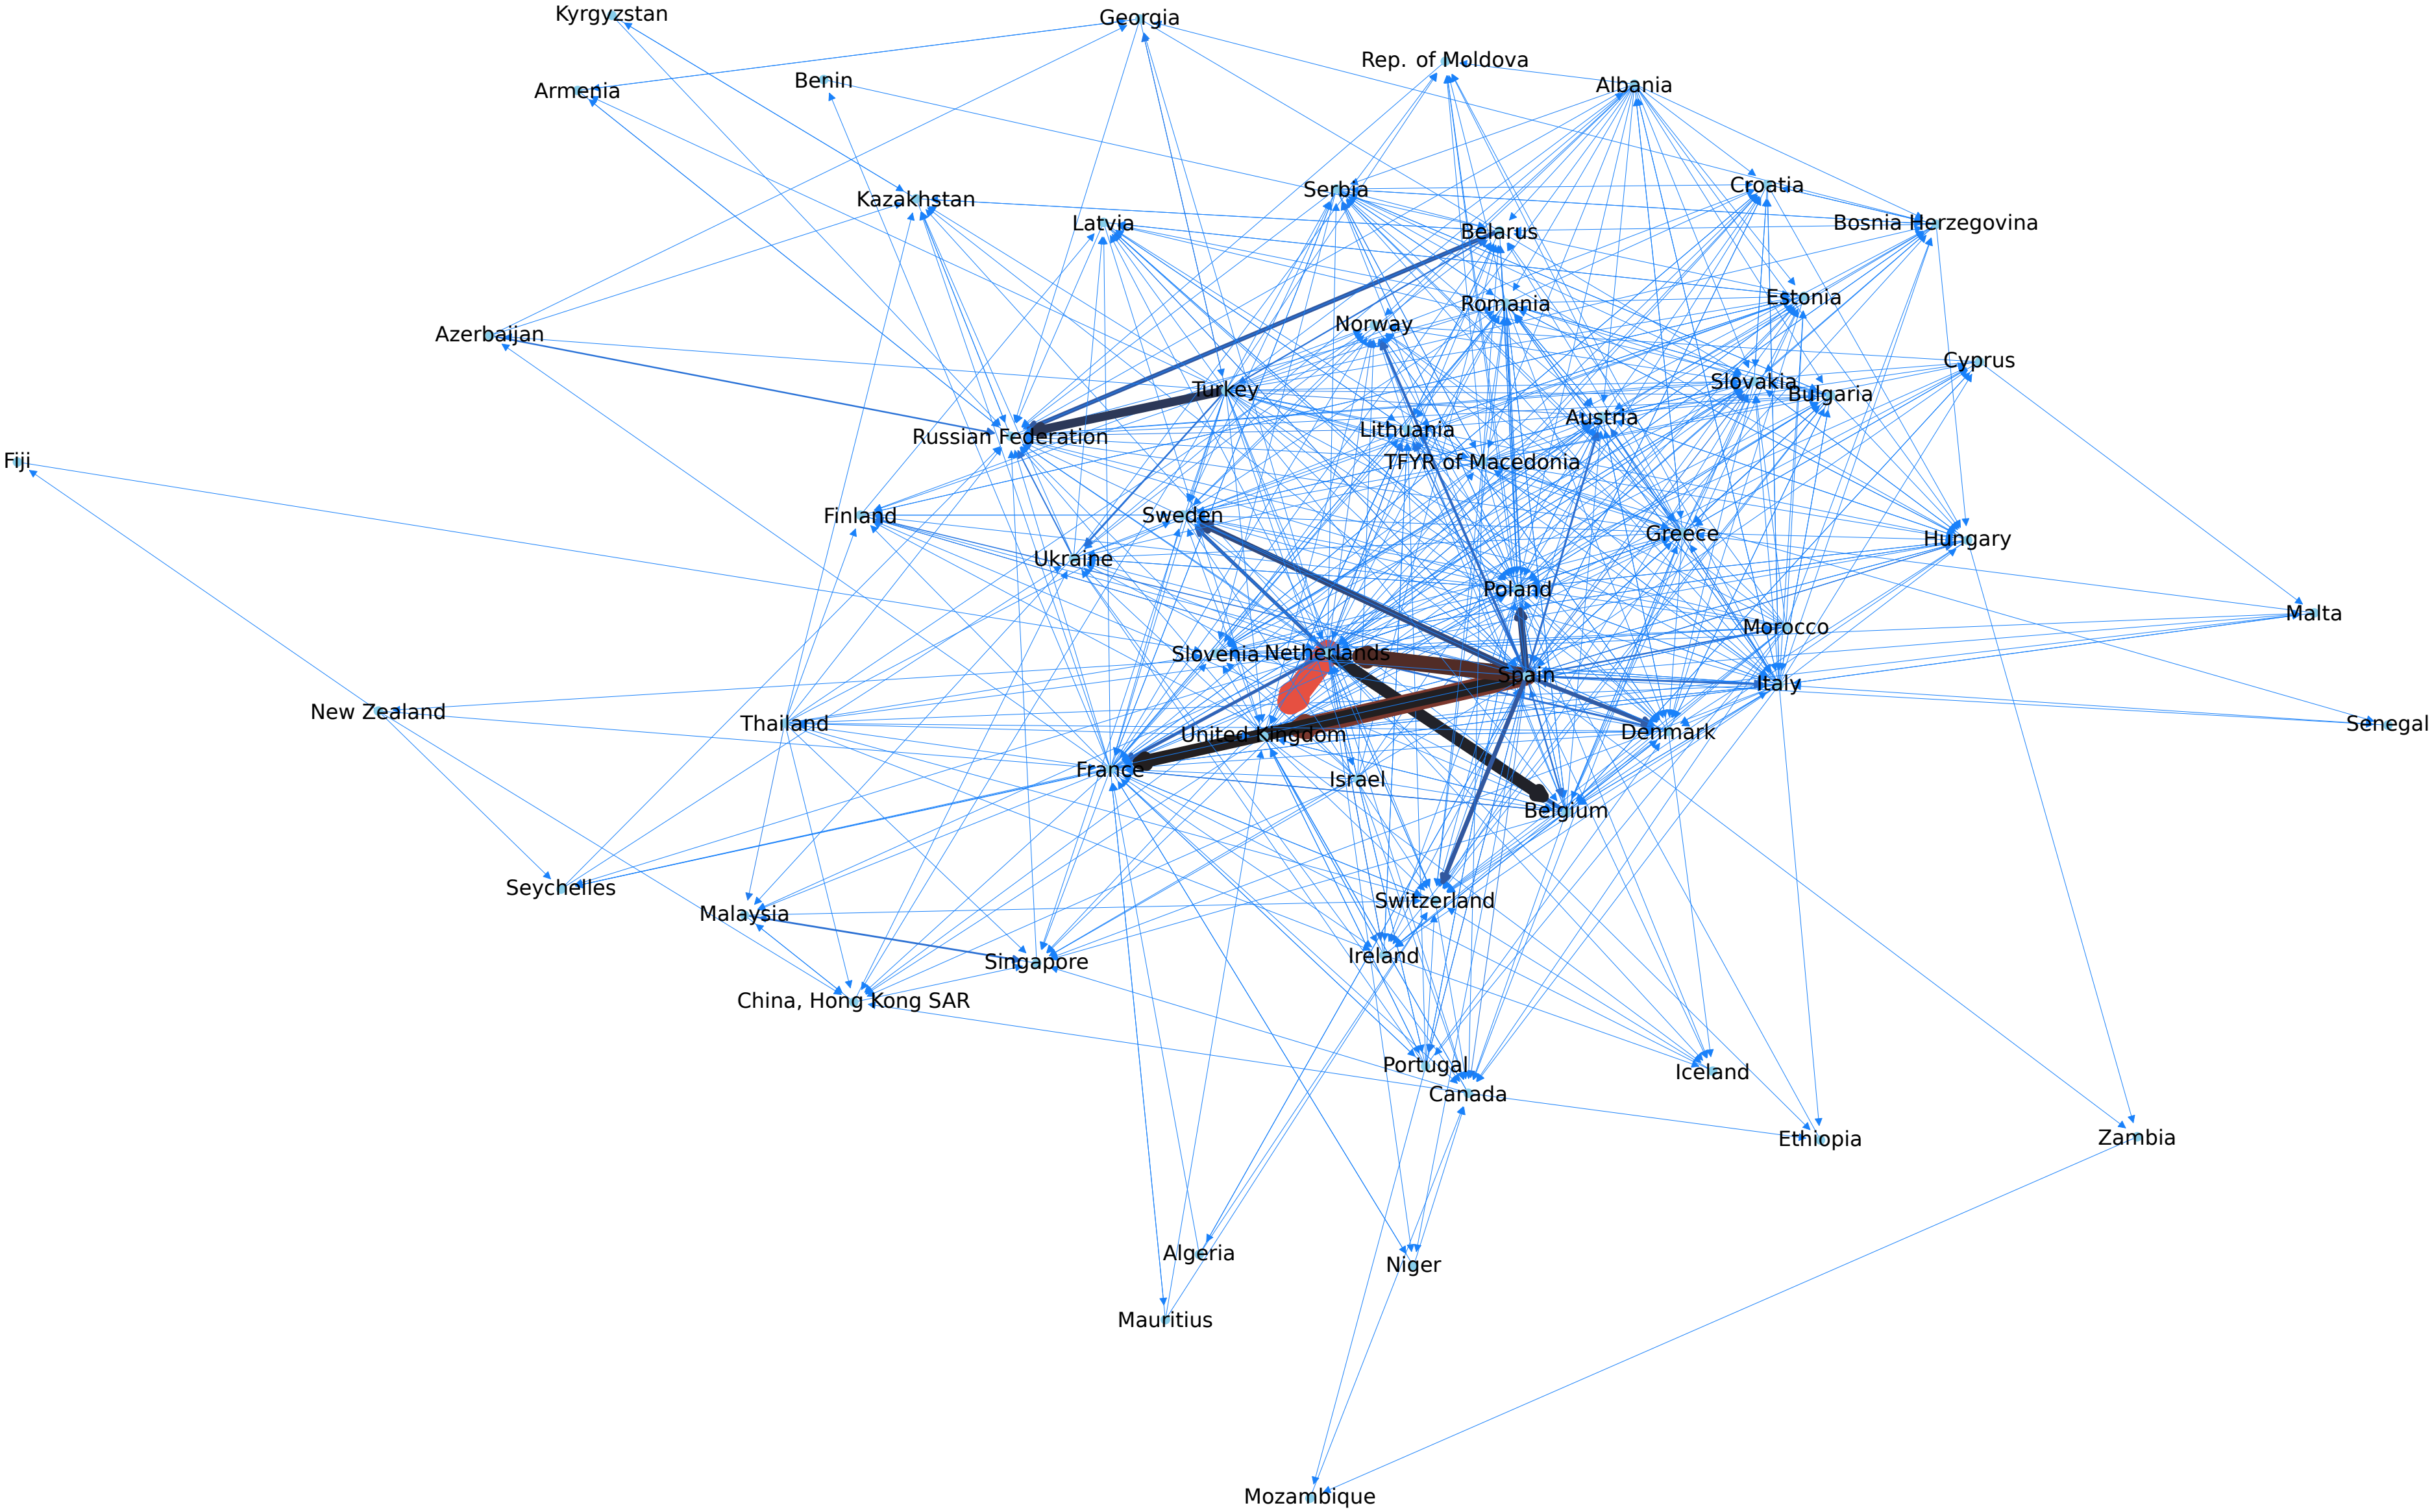 Kyrgyzstan
Georgia
Rep. of Moldova
Benin
Albania
Armenia
Croatia
Serbia
Kazakhstan
Latvia
Bosnia Herzegovina
Belarus
Estonia
Romania
Norway
Azerbaijan
Cyprus
Slovakia
Turkey
Bulgaria
Austria
Lithuania
Russian Federation
Fiji
TFYR of Macedonia
Finland
Sweden
Greece
Hungary
Ukraine
Poland
Malta
Morocco
Slovenia
Netherlands
Spain
Italy
New Zealand
Thailand
Senegal
Denmark
United Kingdom
France
Israel
Belgium
Seychelles
Switzerland
Malaysia
Ireland
Singapore
China, Hong Kong SAR
Portugal
Iceland
Canada
Zambia
Ethiopia
Algeria
Niger
Mauritius
Mozambique